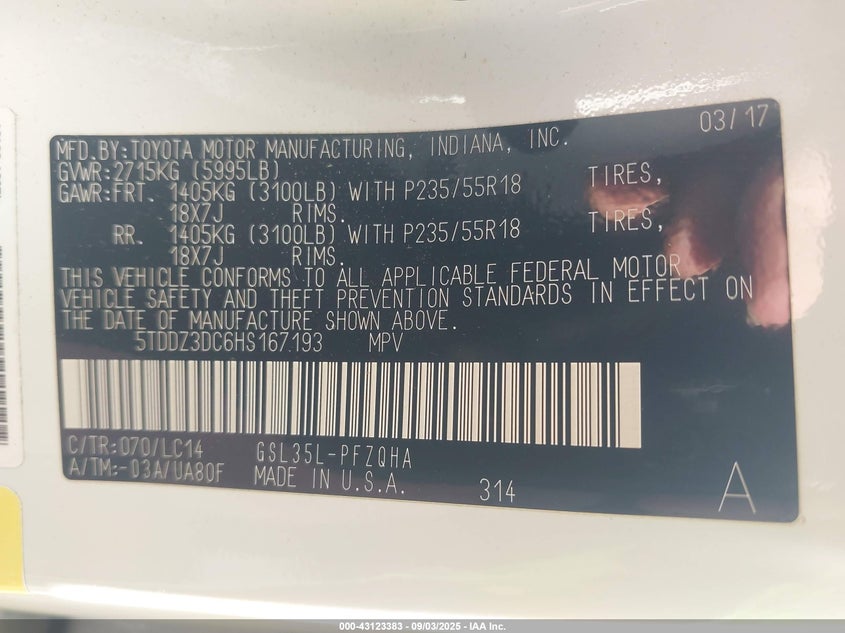 03/17
MFD.BY:TOYOTA MOTOR MANUFACTURING, INDIANA, INC.
GVWR:2715KG (5995LB)
GAWR:FRT. 1405KG (3100LB) WITH P235/55R18 TIRES,
18X7J RIMS.
RR. 1405KG (3100LB) WITH P235/55R18 TIRES,
18X7J RIMS.
THIS VEHICLE CONFORMS TO ALL APPLICABLE FEDERAL MOTOR
VEHICLE SAFETY AND THEFT PREVENTION STANDARDS IN EFFECT ON
THE DATE OF MANUFACTURE SHOWN ABOVE.
5TDDZ3DC6HS167193 MPV
C/TR:070/LC14 GSL35L-PFZQHA
A/TM:-03A/UA80F MADE IN U.S.A. 314 A
000-43123383 - 09/03/2025 - IAA Inc.